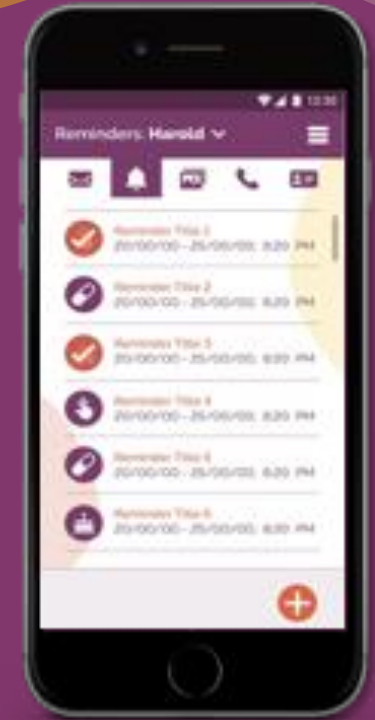 12:30
Reminders: Harold
Reminder Title 1
20/00/00 - 25/00/00, 8:20 PM
Reminder Title 2
20/00/00 - 25/00/00, 8:20 PM
Reminder Title 3
20/00/00 - 25/00/00, 8:20 PM
Reminder Title 4
20/00/00 - 25/00/00, 8:20 PM
Reminder Title 5
20/00/00 - 25/00/00, 8:20 PM
Reminder Title 6
20/00/00 - 25/00/00, 8:20 PM